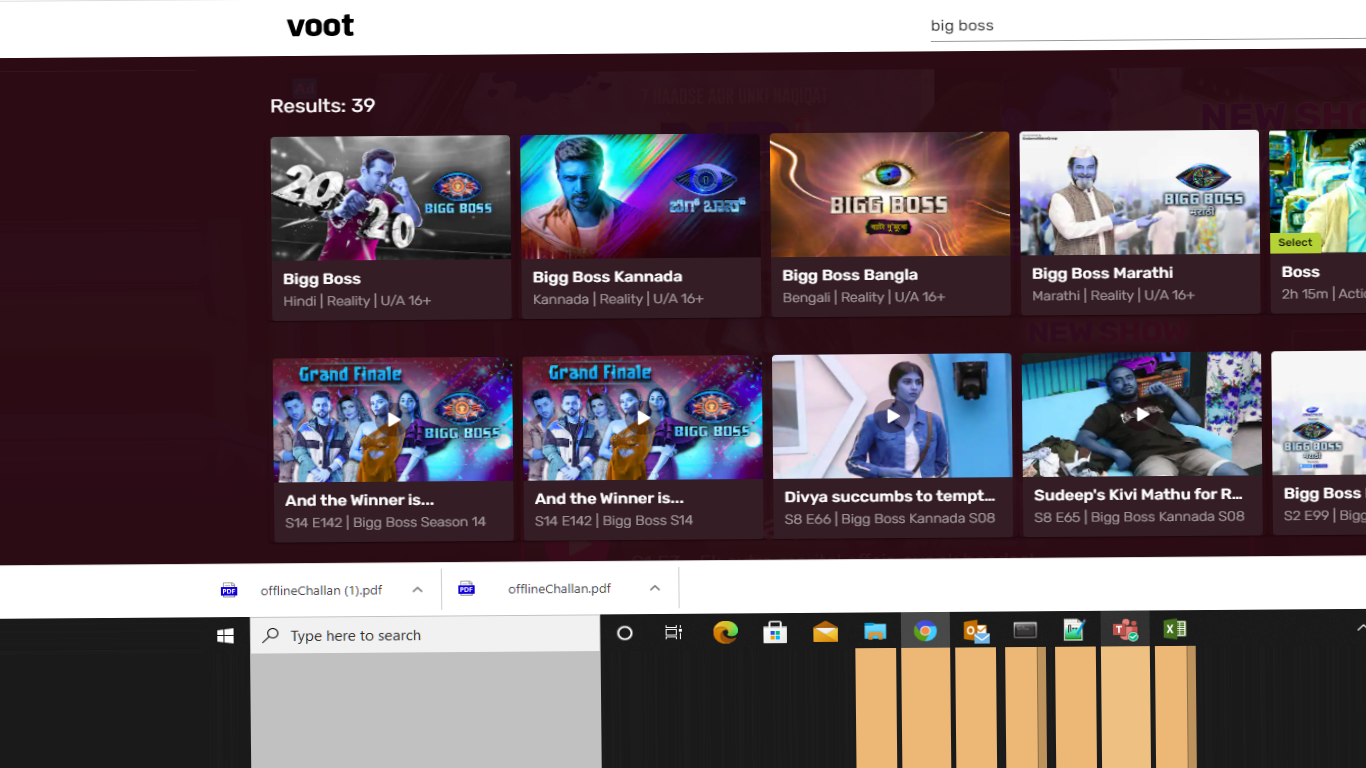 voot
big boss
Results: 39
2020
BIGG BOSS
ಬಿಗ್ ಬಾಸ್
BIGG BOSS
BIGG BOSS
मराठी
Select
Bigg Boss
Hindi | Reality | U/A 16+
Bigg Boss Kannada
Kannada | Reality | U/A 16+
Bigg Boss Bangla
Bengali | Reality | U/A 16+
Bigg Boss Marathi
Marathi | Reality | U/A 16+
Boss
2h 15m | Actio
NEW SHOW
Grand Finale
BIGG BOSS
Grand Finale
BIGG BOSS
BIGG BOSS
मराठी
And the Winner is...
S14 E142 | Bigg Boss Season 14
And the Winner is...
S14 E142 | Bigg Boss S14
Divya succumbs to tempt...
S8 E66 | Bigg Boss Kannada S08
Sudeep's Kivi Mathu for R...
S8 E65 | Bigg Boss Kannada S08
Bigg Boss
S2 E99 | Bigg
PDF
offlineChallan (1).pdf
PDF
offlineChallan.pdf
Type here to search